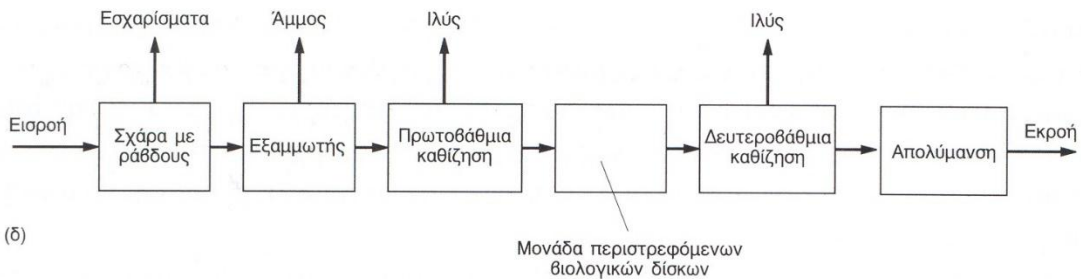 Εσχαρίσματα
Άμμος
Ιλύς
Ιλύς
Εισροή
Σχάρα με
ράβδους
Εξαμμωτής
Πρωτοβάθμια
καθίζηση
Δευτεροβάθμια
καθίζηση
Απολύμανση
Εκροή
(δ)
Μονάδα περιστρεφόμενων
βιολογικών δίσκων